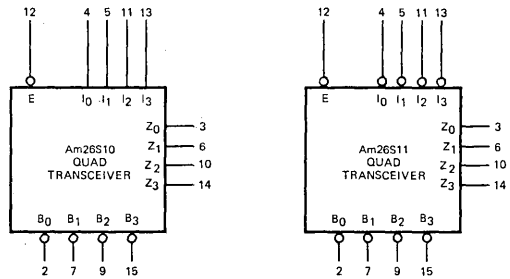 12 4 5 11 13
E I0 I1 I2 I3
Z0 3
Am26S10
QUAD
TRANSCEIVER
Z1 6
Z2 10
Z3 14
B0 B1 B2 B3
2 7 9 15
12 4 5 11 13
E I0 I1 I2 I3
Z0 3
Am26S11
QUAD
TRANSCEIVER
Z1 6
Z2 10
Z3 14
B0 B1 B2 B3
2 7 9 15